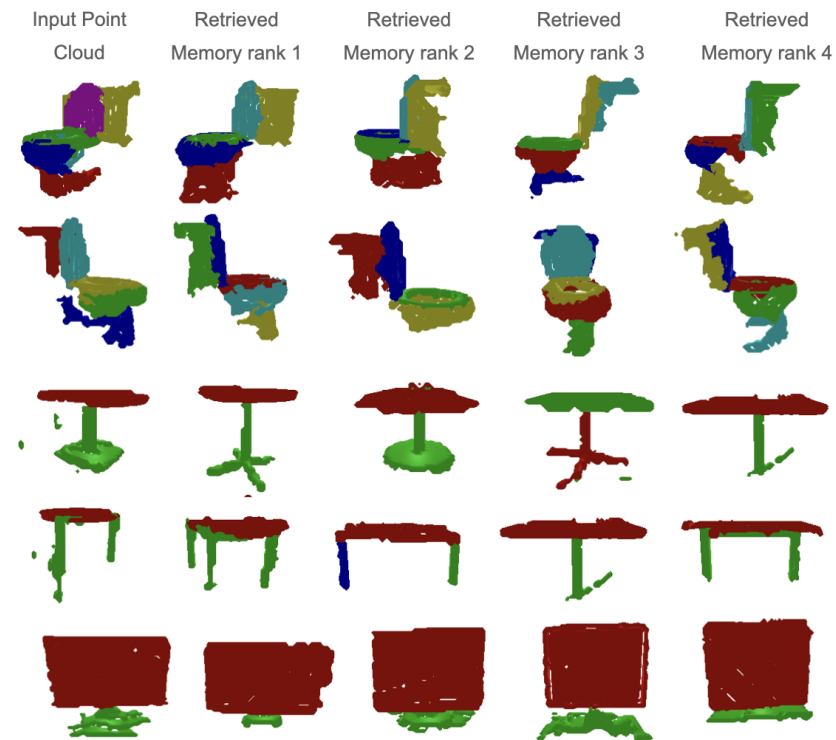 Input Point
Cloud
Retrieved
Memory rank 1
Retrieved
Memory rank 2
Retrieved
Memory rank 3
Retrieved
Memory rank 4